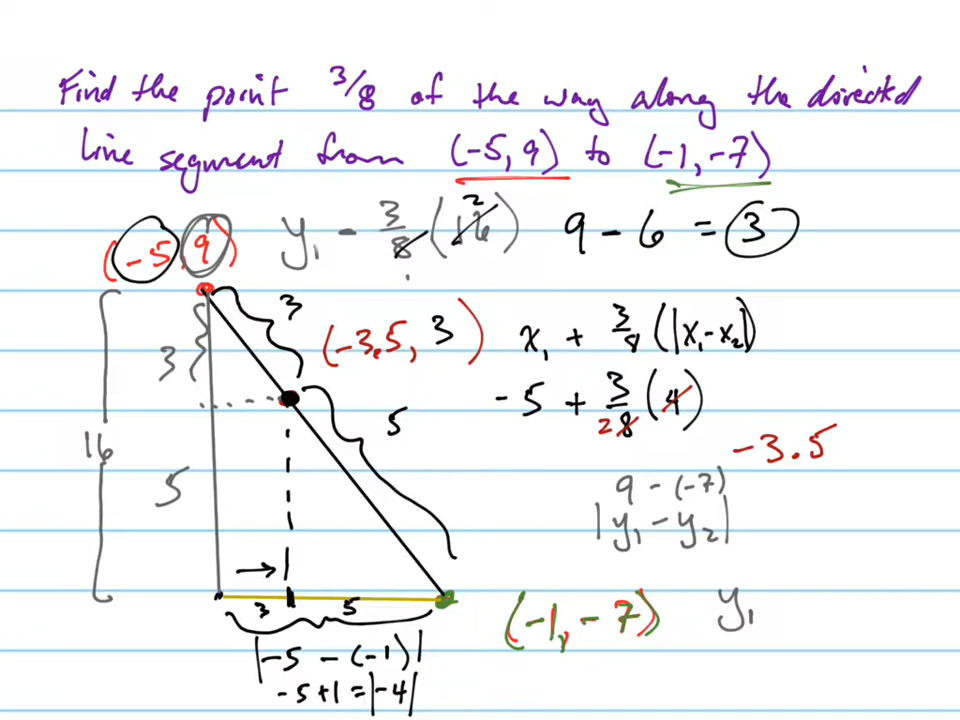 Find the point 3/8 of the way along the directed
line segment from (-5, 9) to (-1, -7)
(-5, 9)
y₁ - 3/8 (16) 2
9 - 6 = 3
3
(-3.5, 3)
x₁ + 3/8 (|x₁-x₂|)
3
-5 + 3/8 (4)
2
5
-3.5
16
5
9 - (-7)
|y₁ - y₂|
→
3 5
(-1, -7)
y₁
|-5 - (-1)|
-5+1 = |-4|